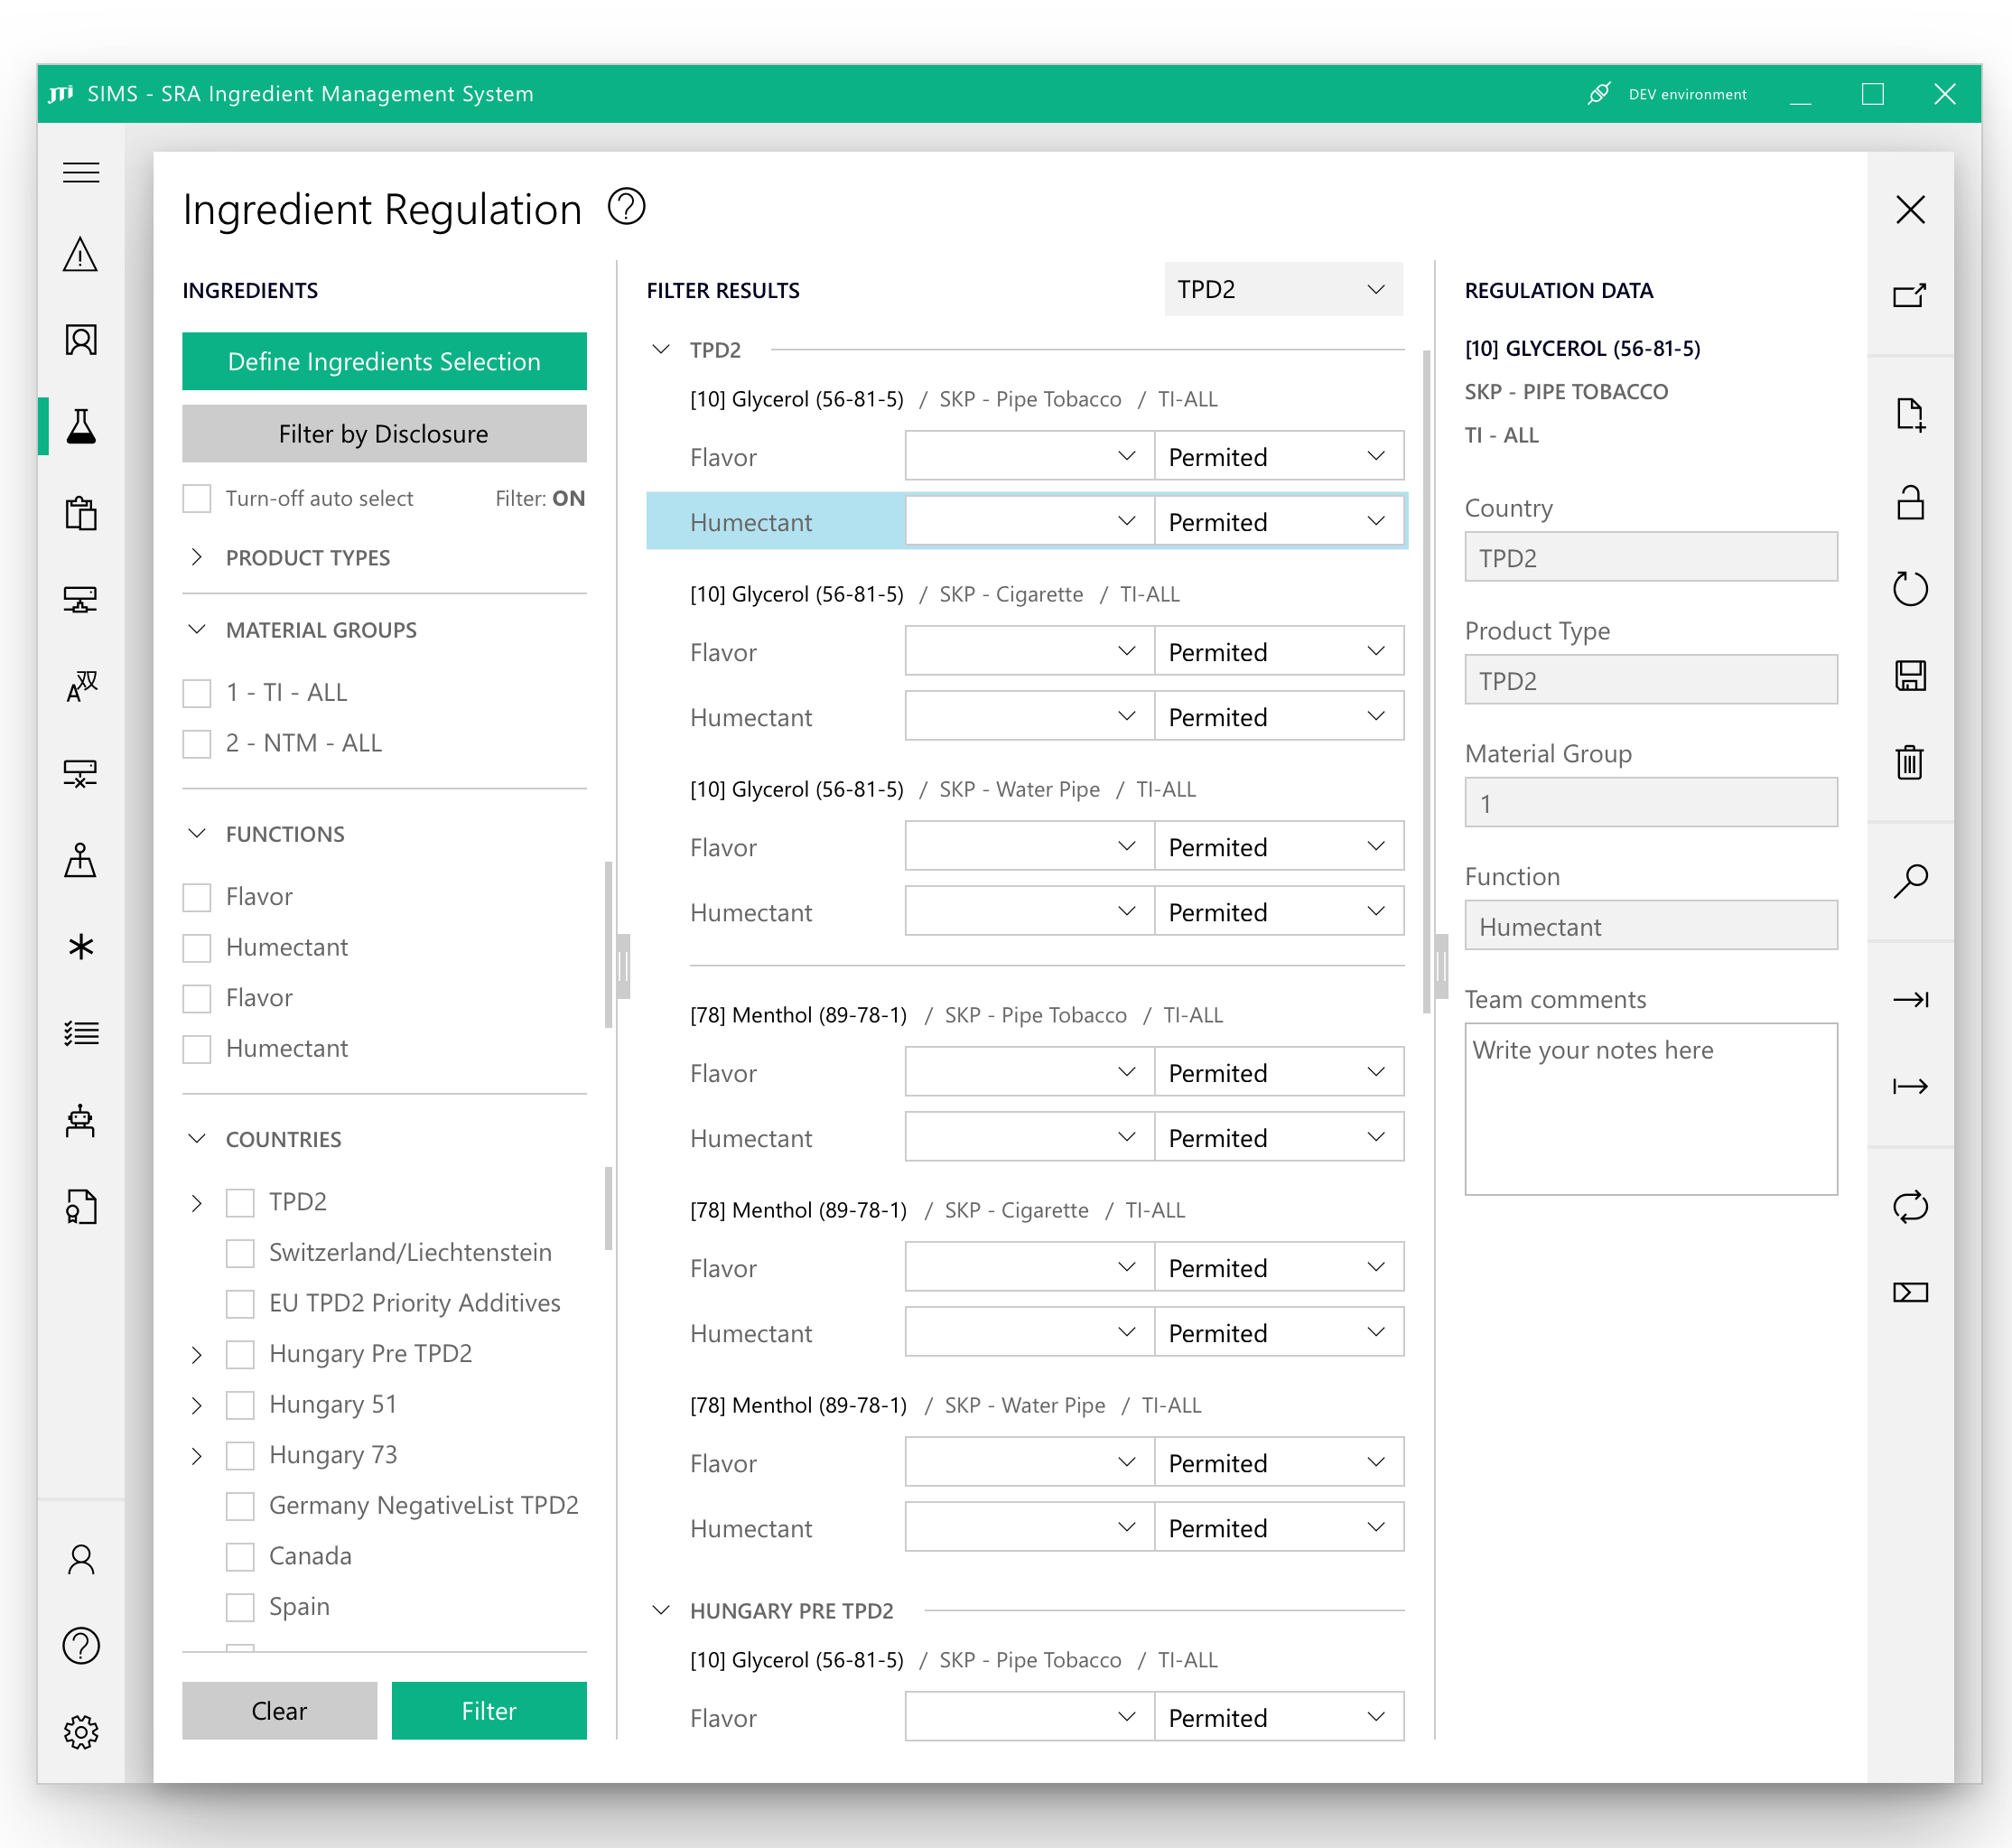 JTi SIMS - SRA Ingredient Management System
DEV environment
Ingredient Regulation
INGREDIENTS
Define Ingredients Selection
Filter by Disclosure
Turn-off auto select Filter: ON
PRODUCT TYPES
MATERIAL GROUPS
1 - TI - ALL
2 - NTM - ALL
FUNCTIONS
Flavor
Humectant
Flavor
Humectant
COUNTRIES
TPD2
Switzerland/Liechtenstein
EU TPD2 Priority Additives
Hungary Pre TPD2
Hungary 51
Hungary 73
Germany NegativeList TPD2
Canada
Spain
Clear Filter
FILTER RESULTS TPD2
TPD2
[10] Glycerol (56-81-5) / SKP - Pipe Tobacco / TI-ALL
Flavor Permited
Humectant Permited
[10] Glycerol (56-81-5) / SKP - Cigarette / TI-ALL
Flavor Permited
Humectant Permited
[10] Glycerol (56-81-5) / SKP - Water Pipe / TI-ALL
Flavor Permited
Humectant Permited
[78] Menthol (89-78-1) / SKP - Pipe Tobacco / TI-ALL
Flavor Permited
Humectant Permited
[78] Menthol (89-78-1) / SKP - Cigarette / TI-ALL
Flavor Permited
Humectant Permited
[78] Menthol (89-78-1) / SKP - Water Pipe / TI-ALL
Flavor Permited
Humectant Permited
HUNGARY PRE TPD2
[10] Glycerol (56-81-5) / SKP - Pipe Tobacco / TI-ALL
Flavor Permited
REGULATION DATA
[10] GLYCEROL (56-81-5)
SKP - PIPE TOBACCO
TI - ALL
Country
TPD2
Product Type
TPD2
Material Group
1
Function
Humectant
Team comments
Write your notes here